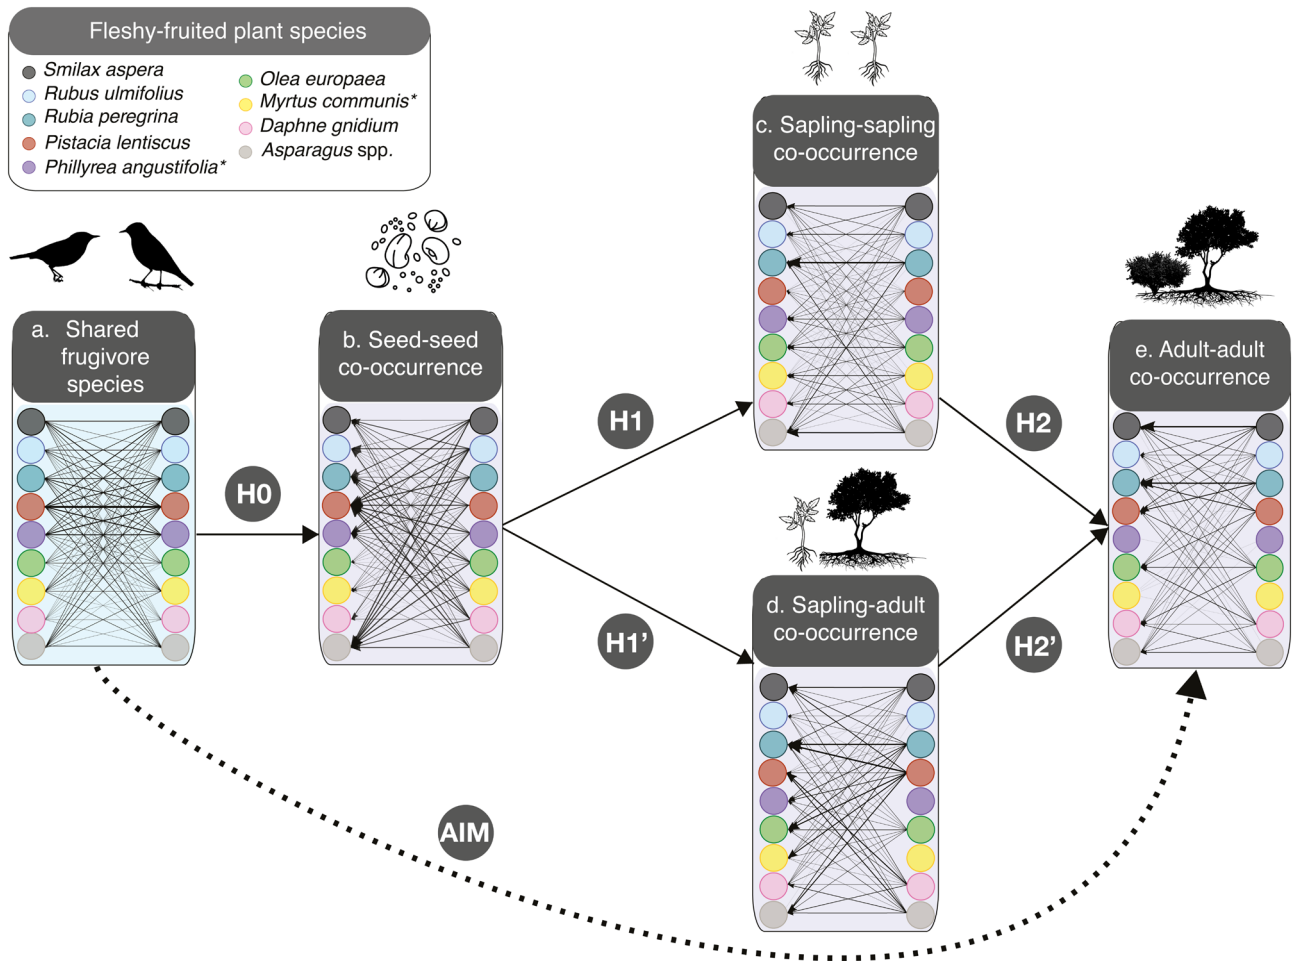 Fleshy-fruited plant species
Smilax aspera
Rubus ulmifolius
Rubia peregrina
Pistacia lentiscus
Phillyrea angustifolia*
Olea europaea
Myrtus communis*
Daphne gnidium
Asparagus spp.
a. Shared
frugivore
species
H0
b. Seed-seed
co-occurrence
H1
H1’
c. Sapling-sapling
co-occurrence
d. Sapling-adult
co-occurrence
H2
H2’
e. Adult-adult
co-occurrence
AIM